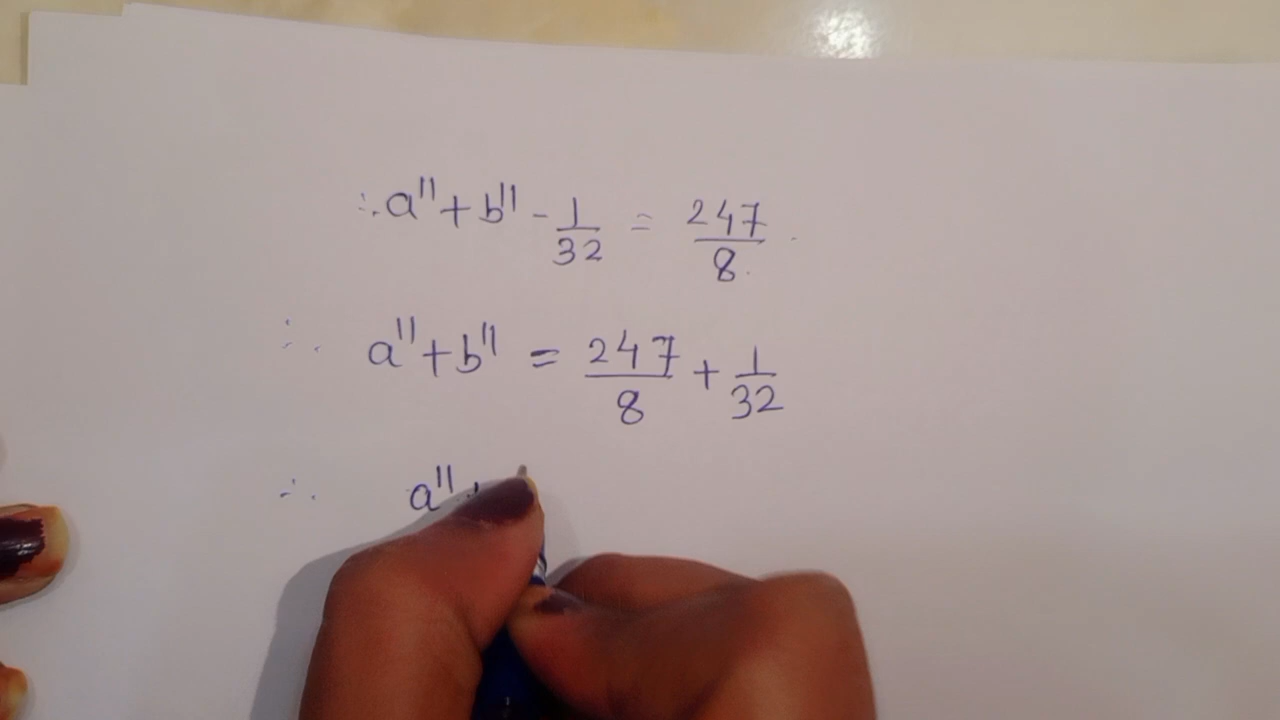 ∴ a¹¹ + b¹¹ - 1/32 = 247/8
∴ a¹¹ + b¹¹ = 247/8 + 1/32
∴ a¹¹ +